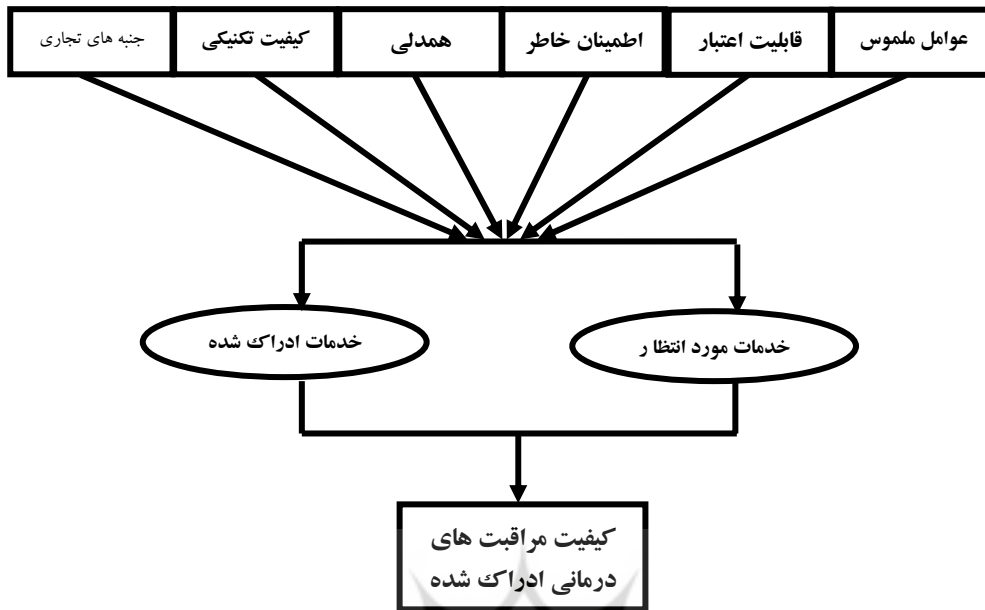 عوامل ملموس
قابلیت اعتبار
اطمینان خاطر
همدلی
کیفیت تکنیکی
جنبه های تجاری
خدمات مورد انتظا ر
خدمات ادراک شده
کیفیت مراقبت های
درمانی ادراک شده